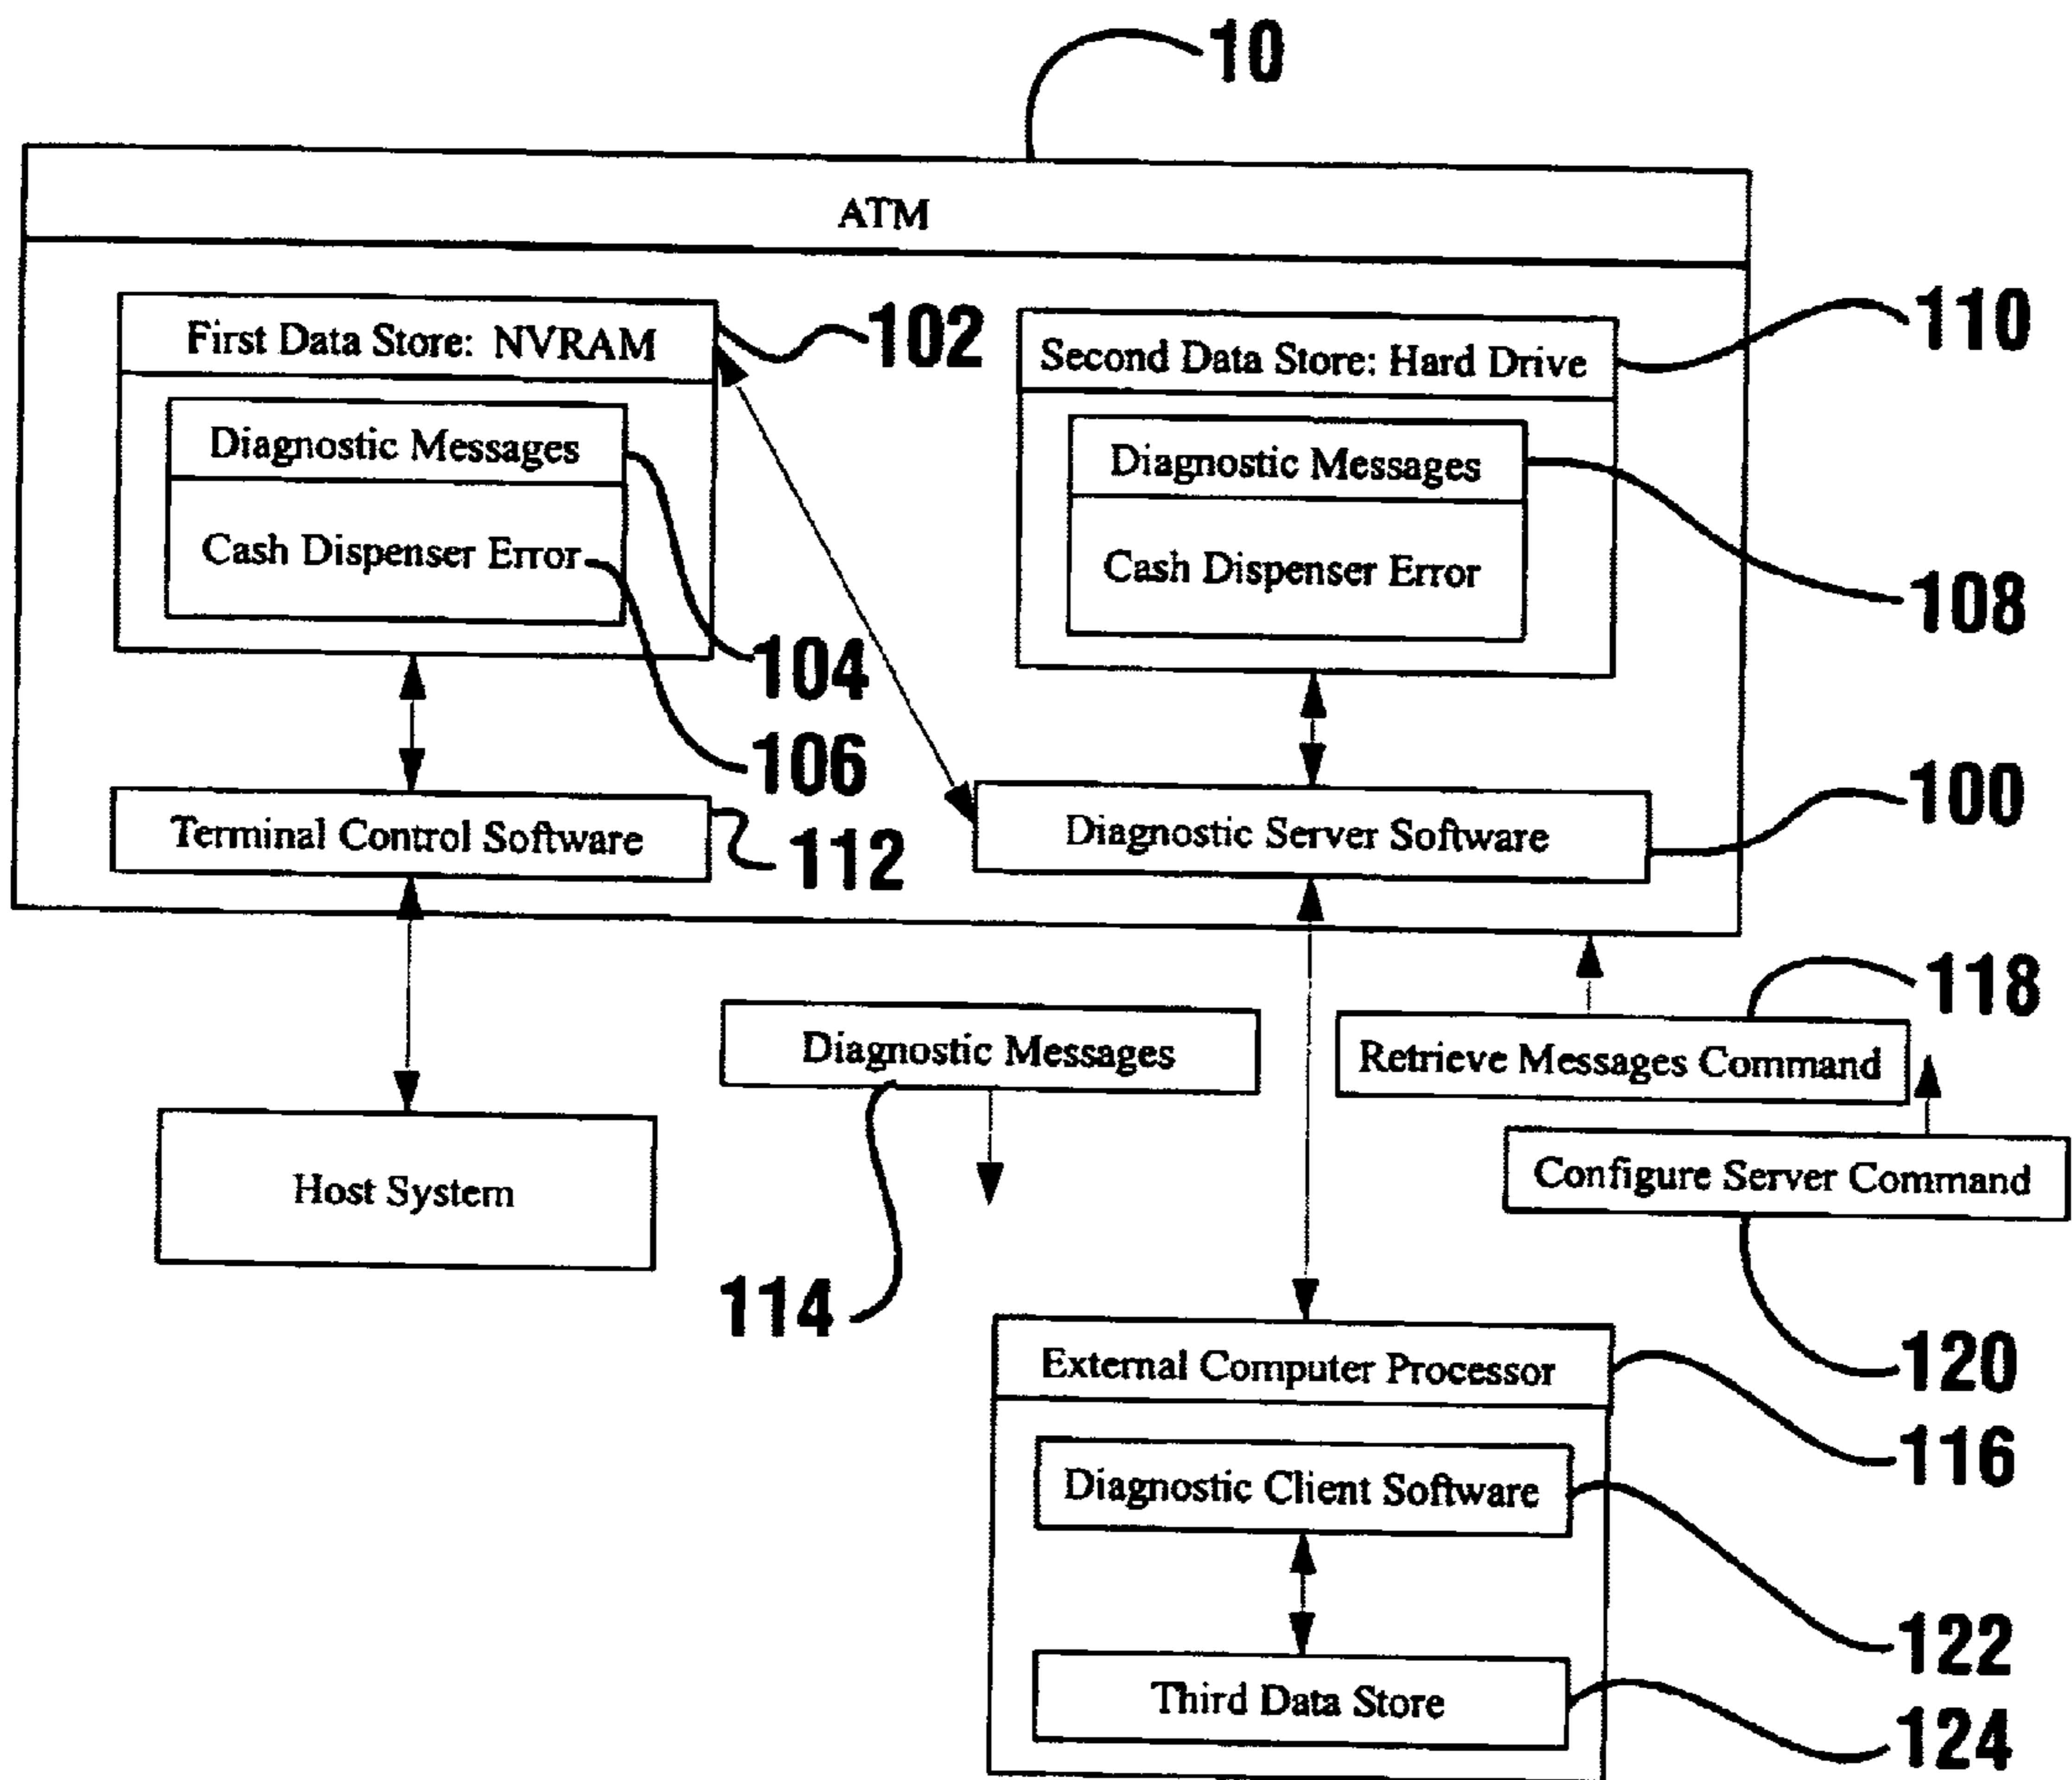 10
ATM
First Data Store: NVRAM
102
Second Data Store: Hard Drive
110
Diagnostic Messages
Diagnostic Messages
Cash Dispenser Error
Cash Dispenser Error
108
104
106
Terminal Control Software
112
Diagnostic Server Software
100
118
Diagnostic Messages
Retrieve Messages Command
Host System
Configure Server Command
114
External Computer Processor
120
116
Diagnostic Client Software
122
Third Data Store
124